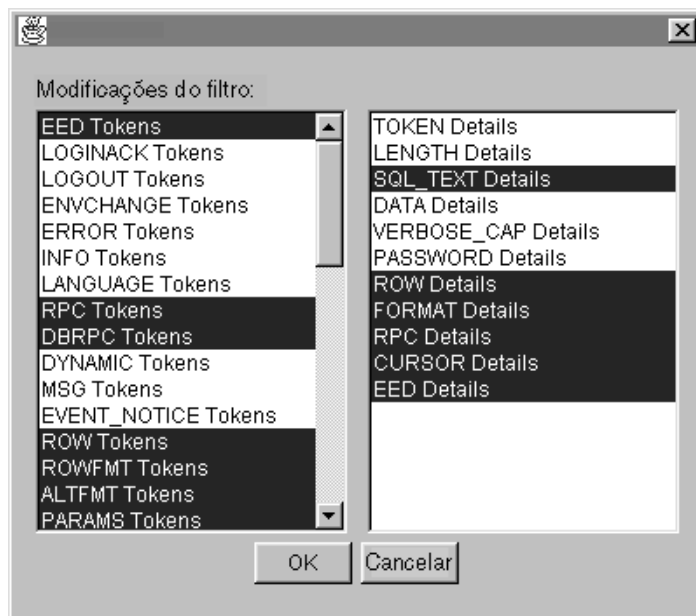 Modificações do filtro:
EED Tokens
LOGINACK Tokens
LOGOUT Tokens
ENVCHANGE Tokens
ERROR Tokens
INFO Tokens
LANGUAGE Tokens
RPC Tokens
DBRPC Tokens
DYNAMIC Tokens
MSG Tokens
EVENT_NOTICE Tokens
ROW Tokens
ROWFMT Tokens
ALTFMT Tokens
PARAMS Tokens
TOKEN Details
LENGTH Details
SQL_TEXT Details
DATA Details
VERBOSE_CAP Details
PASSWORD Details
ROW Details
FORMAT Details
RPC Details
CURSOR Details
EED Details
OK
Cancelar